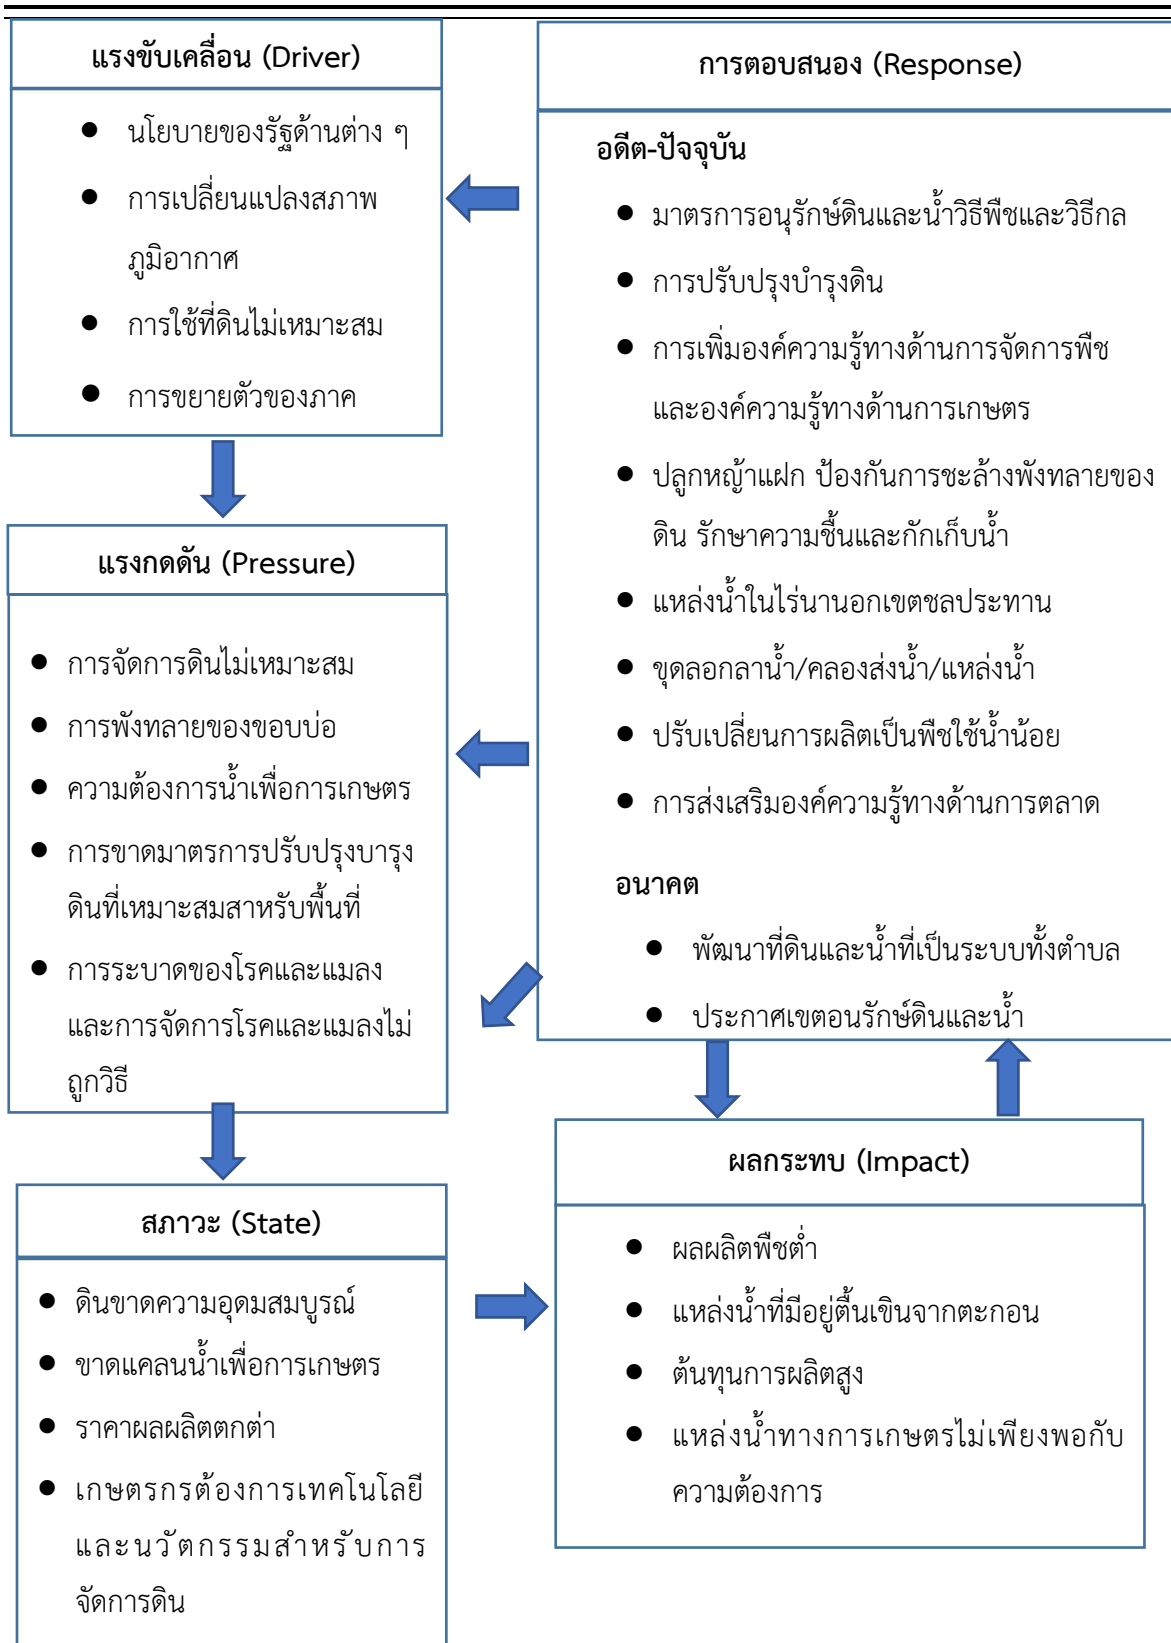 แรงขับเคลื่อน (Driver)
● นโยบายของรัฐด้านต่าง ๆ
● การเปลี่ยนแปลงสภาพ
ภูมิอากาศ
● การใช้ที่ดินไม่เหมาะสม
● การขยายตัวของภาค
แรงกดดัน (Pressure)
● การจัดการดินไม่เหมาะสม
● การพังทลายของขอบบ่อ
● ความต้องการน้ำเพื่อการเกษตร
● การขาดมาตรการปรับปรุงบารุง
ดินที่เหมาะสมสาหรับพื้นที่
● การระบาดของโรคและแมลง
และการจัดการโรคและแมลงไม่
ถูกวิธี
สภาวะ (State)
● ดินขาดความอุดมสมบูรณ์
● ขาดแคลนน้ำเพื่อการเกษตร
● ราคาผลผลิตตกต่า
● เกษตรกรต้องการเทคโนโลยี
และนวัตกรรมสำหรับการ
จัดการดิน
การตอบสนอง (Response)
อดีต-ปัจจุบัน
● มาตรการอนุรักษ์ดินและน้ำวิธีพืชและวิธีกล
● การปรับปรุงบำรุงดิน
● การเพิ่มองค์ความรู้ทางด้านการจัดการพืช
และองค์ความรู้ทางด้านการเกษตร
● ปลูกหญ้าแฝก ป้องกันการชะล้างพังทลายของ
ดิน รักษาความชื้นและกักเก็บน้ำ
● แหล่งน้ำในไร่นานอกเขตชลประทาน
● ขุดลอกลาน้ำ/คลองส่งน้ำ/แหล่งน้ำ
● ปรับเปลี่ยนการผลิตเป็นพืชใช้น้ำน้อย
● การส่งเสริมองค์ความรู้ทางด้านการตลาด
อนาคต
● พัฒนาที่ดินและน้ำที่เป็นระบบทั้งตำบล
● ประกาศเขตอนรักษ์ดินและน้ำ
ผลกระทบ (Impact)
● ผลผลิตพืชต่ำ
● แหล่งน้ำที่มีอยู่ตื้นเขินจากตะกอน
● ต้นทุนการผลิตสูง
● แหล่งน้ำทางการเกษตรไม่เพียงพอกับ
ความต้องการ